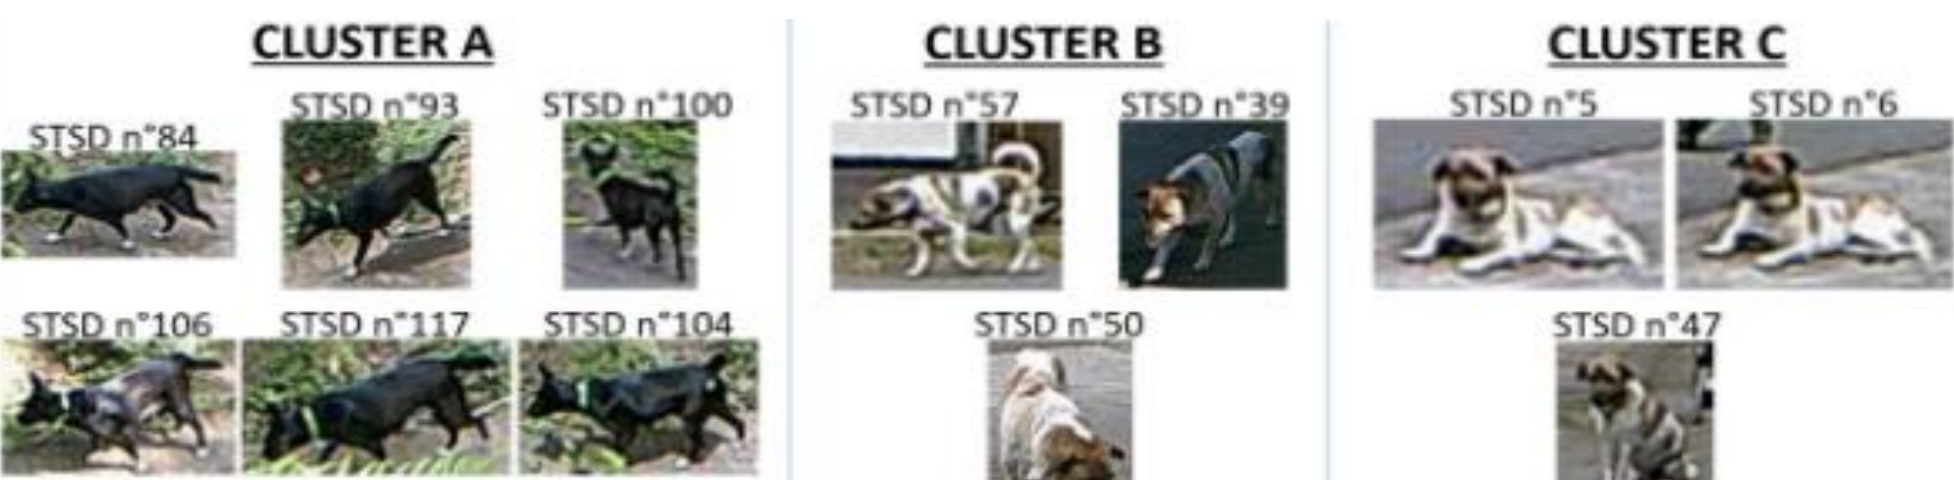 CLUSTER A
CLUSTER B
CLUSTER C
STSD n°84
STSD n°93
STSD n°100
STSD n°57
STSD n°39
STSD n°5
STSD n°6
STSD n°106
STSD n°117
STSD n°104
STSD n°50
STSD n°47